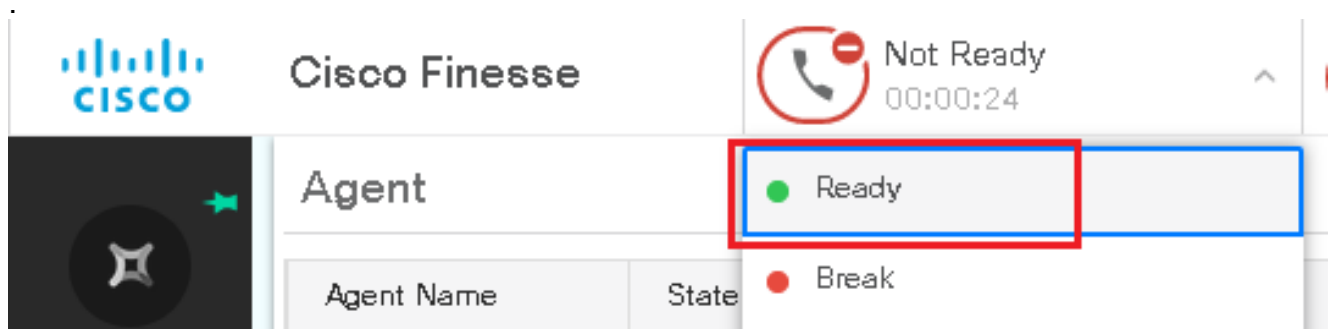 .
CISCO
Cisco Finesse
Not Ready
00:00:24
Agent
Ready
Agent Name
State
Break